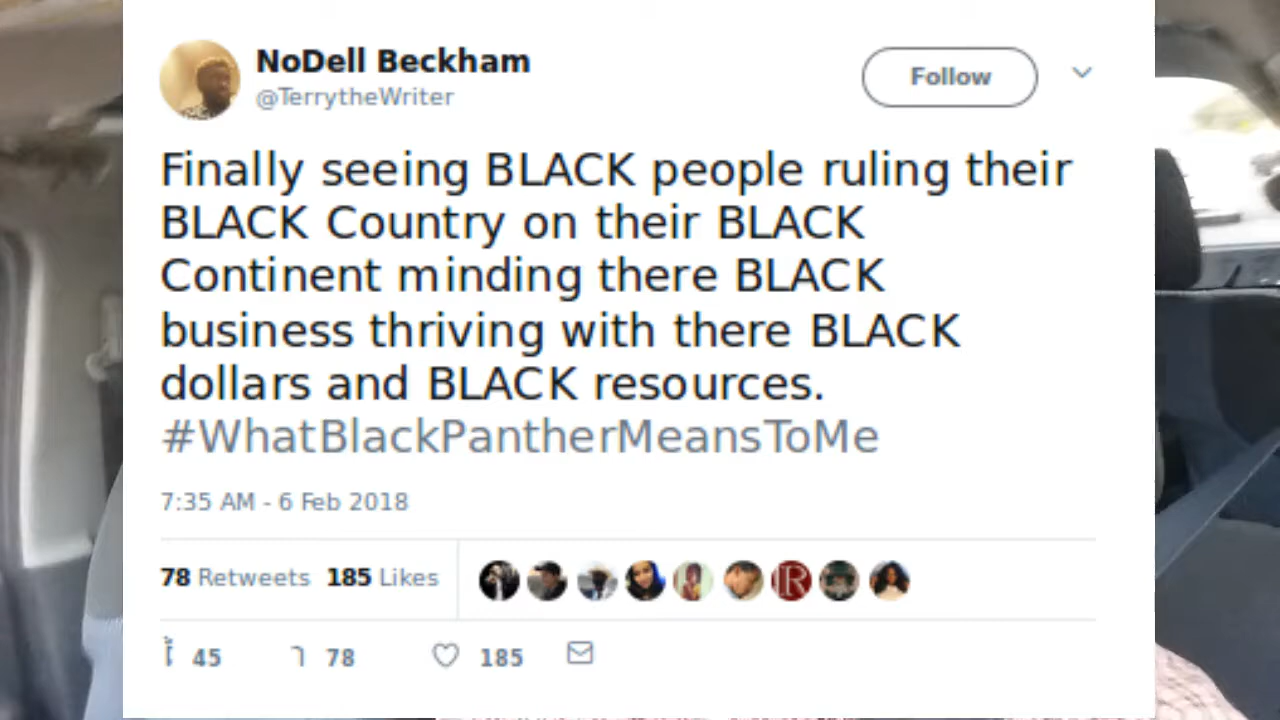 NoDell Beckham
@TerrytheWriter
Follow
Finally seeing BLACK people ruling their
BLACK Country on their BLACK
Continent minding there BLACK
business thriving with there BLACK
dollars and BLACK resources.
#WhatBlackPantherMeansToMe
7:35 AM - 6 Feb 2018
78 Retweets 185 Likes
R
45 78 185